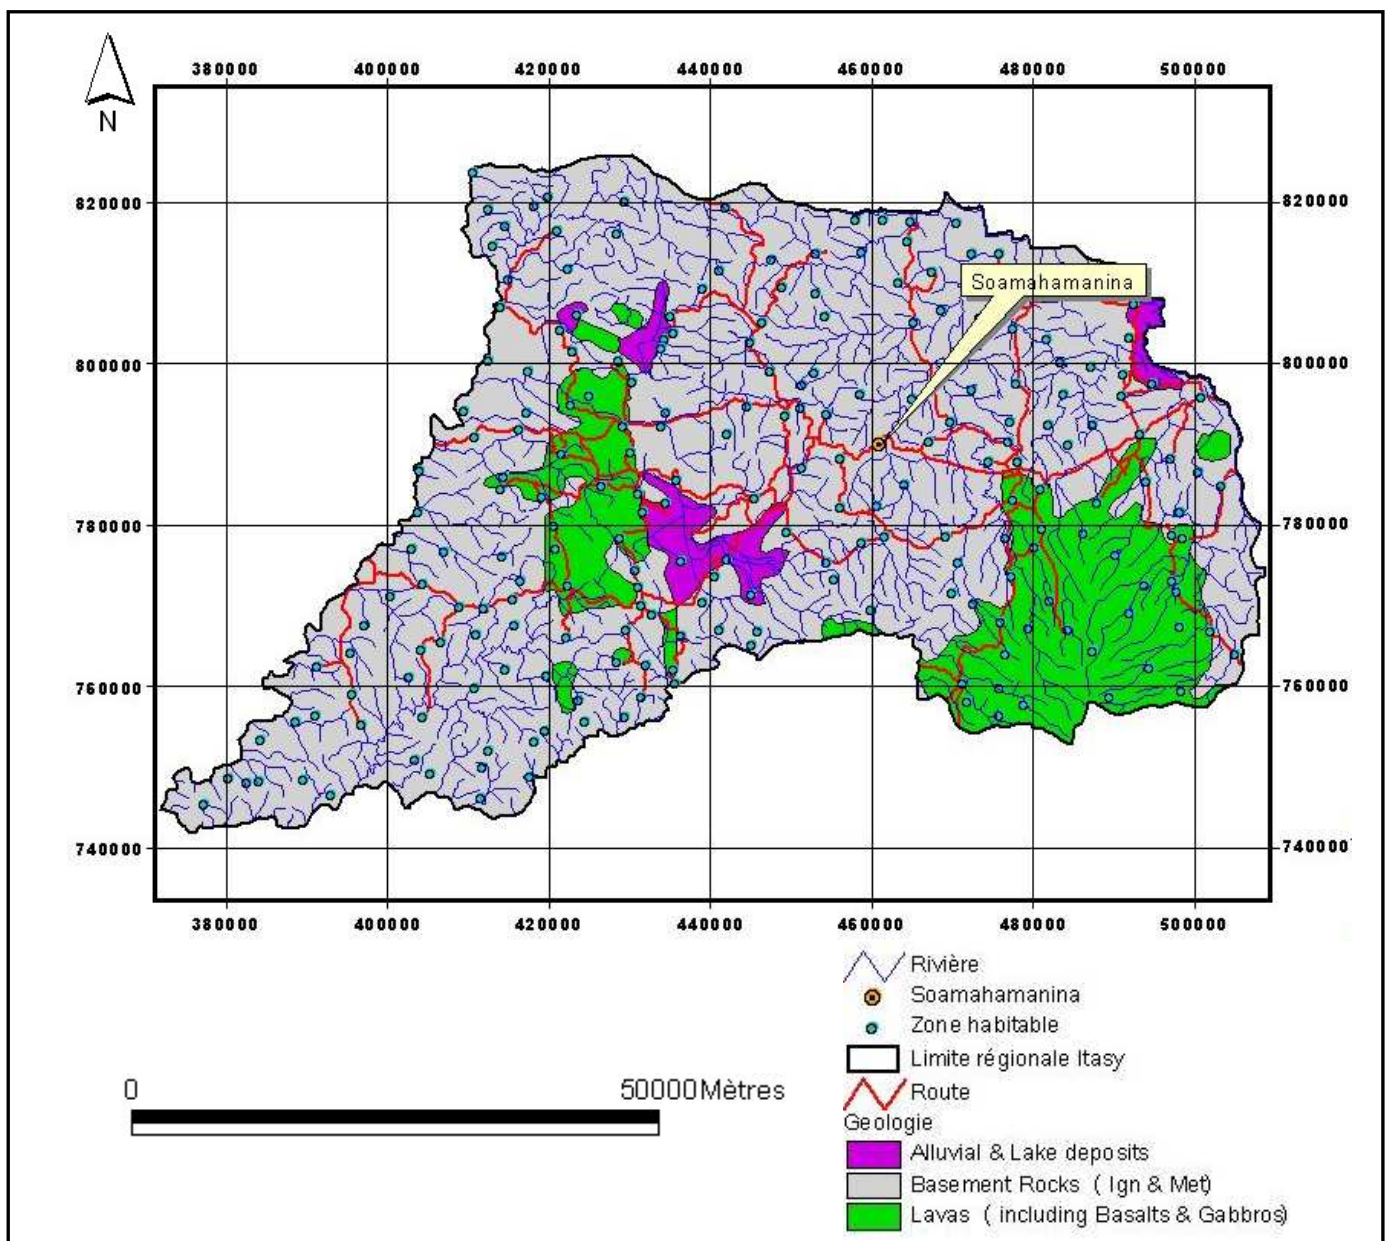 380000 400000 420000 440000 460000 480000 500000
N
820000 820000
Soamahamanina
800000 800000
780000 780000
760000 760000
740000 740000
380000 400000 420000 440000 460000 480000 500000
Rivière
Soamahamanina
Zone habitable
Limite régionale Itasy
0 50000Mètres
Route
Geologie
Alluvial & Lake deposits
Basement Rocks ( Ign & Met)
Lavas ( including Basalts & Gabbros)